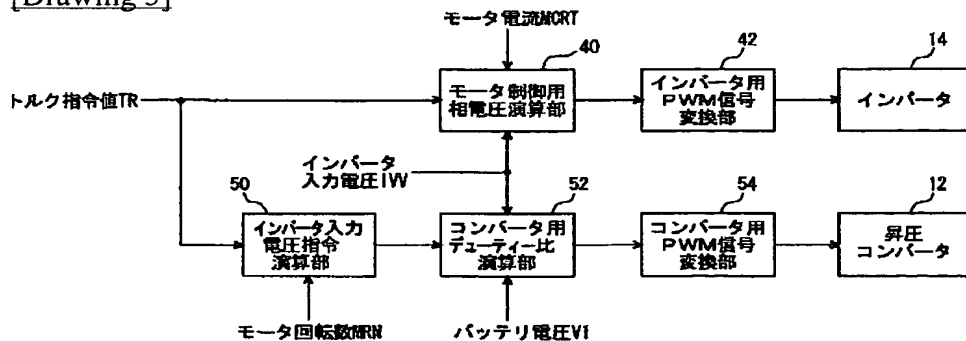 [Drawing 3]
モータ電流MCRT
40
42
14
トルク指令値TR
モータ制御用
相電圧演算部
インバータ用
PWM信号
変換部
インバータ
インバータ
入力電圧IVV
50
52
54
12
インバータ入力
電圧指令
演算部
コンバータ用
デューティー比
演算部
コンバータ用
PWM信号
変換部
昇圧
コンバータ
モータ回転数MRN
バッテリ電圧V1